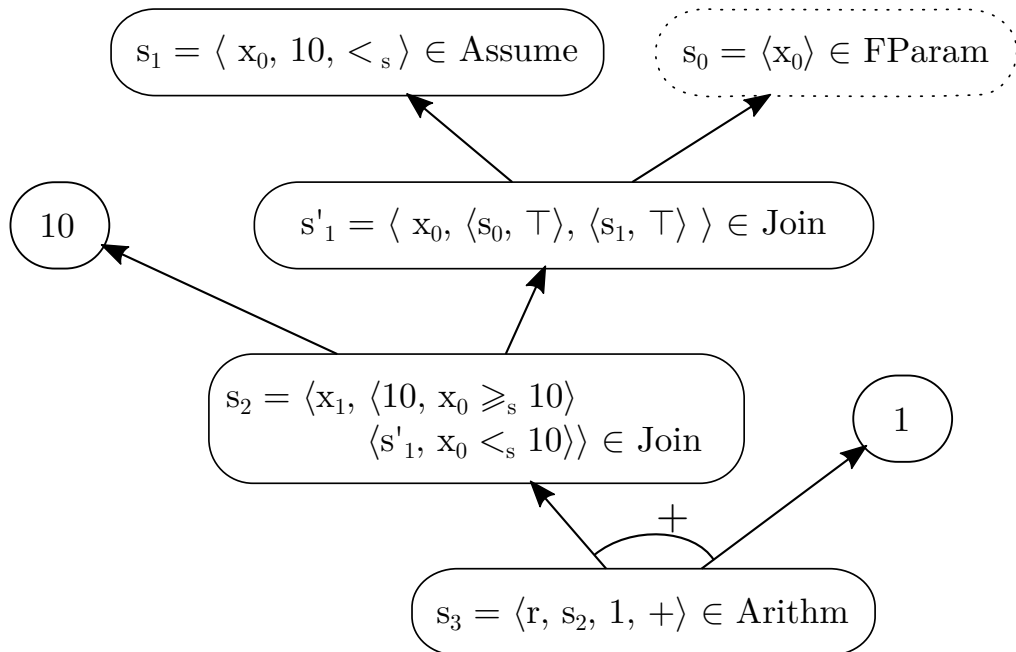 s₁ = ⟨ x₀, 10, < ₛ ⟩ ∈ Assume
s₀ = ⟨x₀⟩ ∈ FParam
10
s'₁ = ⟨ x₀, ⟨s₀, ⊤⟩, ⟨s₁, ⊤⟩ ⟩ ∈ Join
s₂ = ⟨x₁, ⟨10, x₀ ⩾ₛ 10⟩
⟨s'₁, x₀ <ₛ 10⟩⟩ ∈ Join
1
+
s₃ = ⟨r, s₂, 1, +⟩ ∈ Arithm